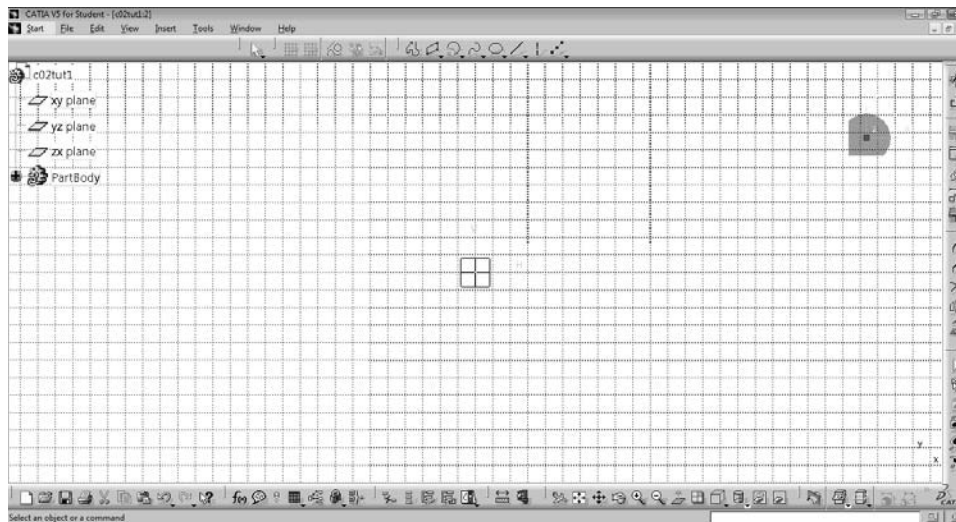 CATIA V5 for Student - [c02tut1:2]
Start File Edit View Insert Tools Window Help
c02tut1
xy plane
yz plane
zx plane
PartBody
y
x
f(x)
CAT
Select an object or a command